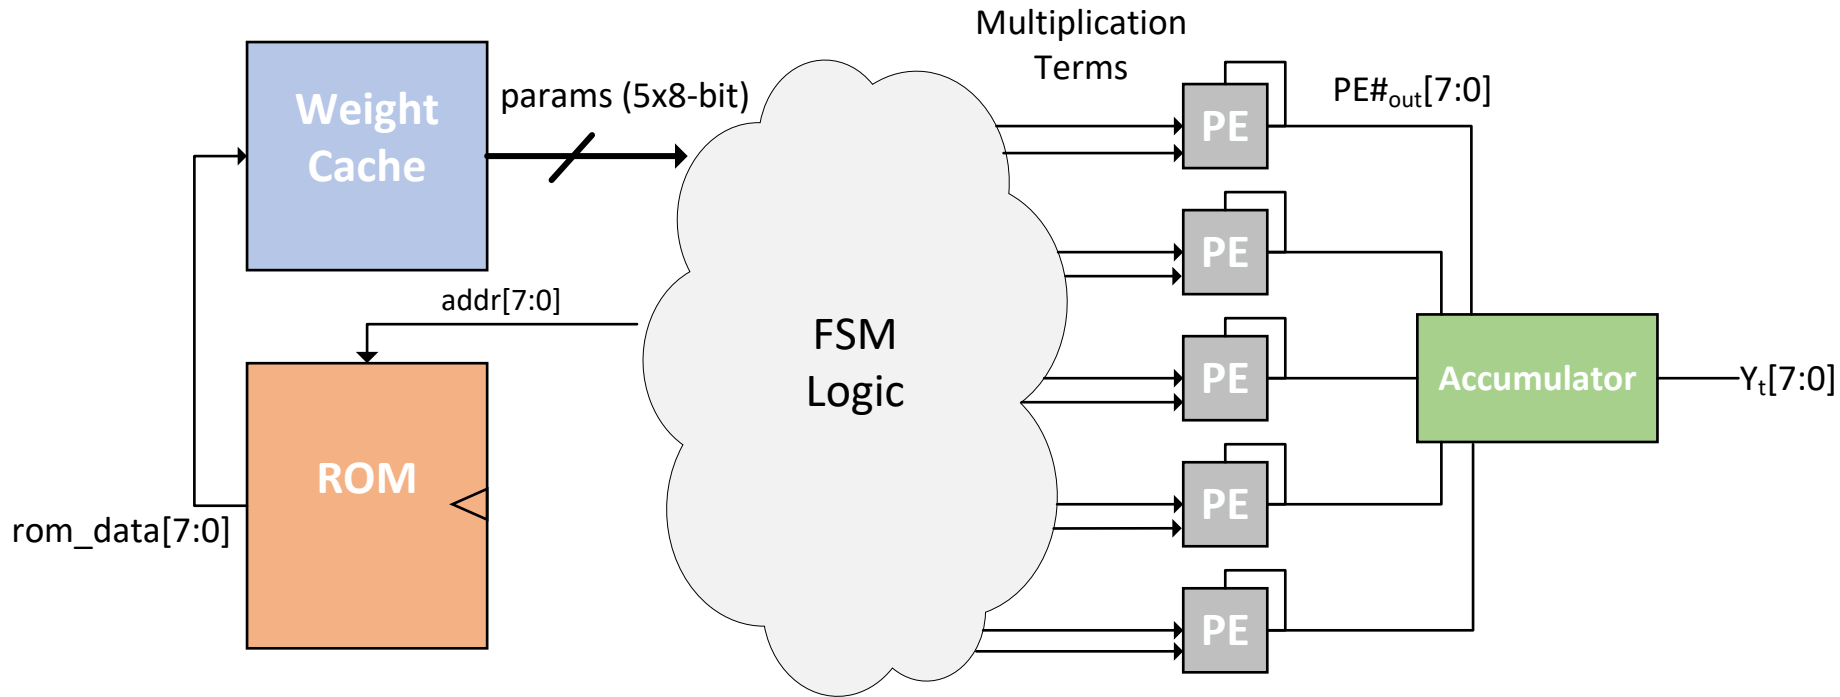 Multiplication
Terms
Weight
Cache
params (5x8-bit)
PE#out[7:0]
PE
PE
addr[7:0]
FSM
Logic
PE
Accumulator
Yt[7:0]
ROM
rom_data[7:0]
PE
PE